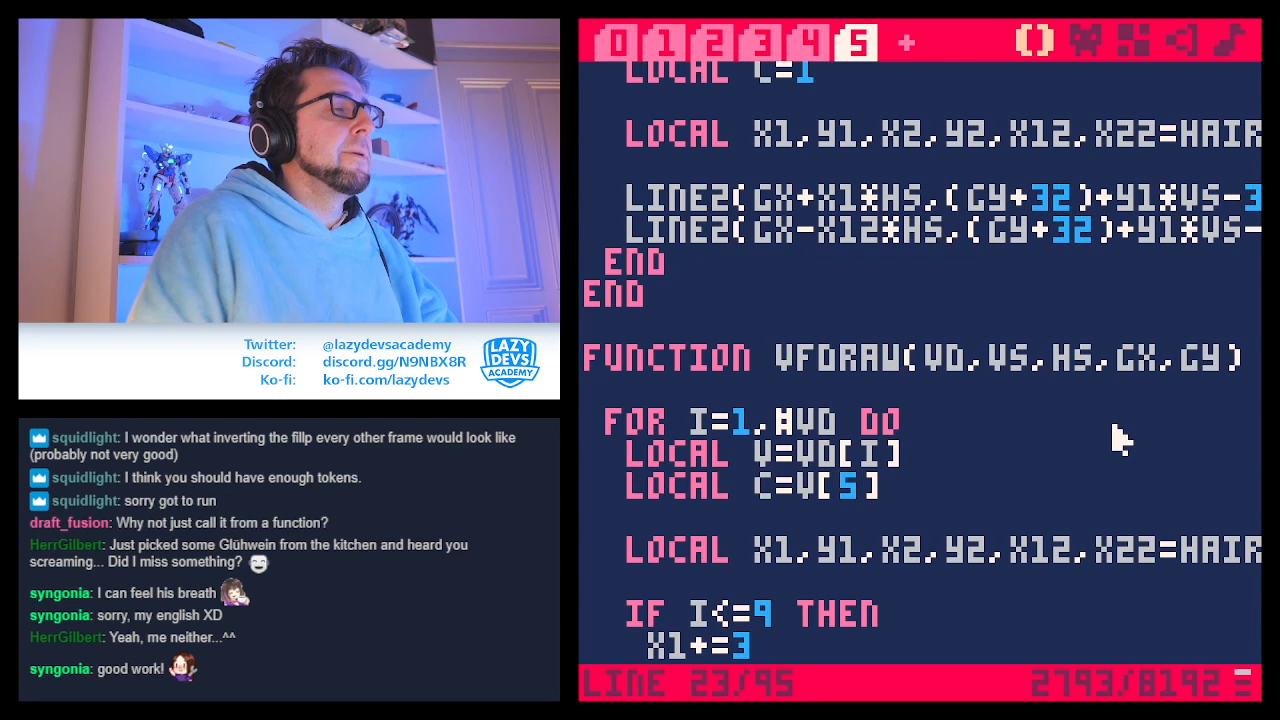 Twitter: @lazydevsacademy
Discord: discord.gg/N9NBX8R
Ko-fi: ko-fi.com/lazydevs
LAZY
DEVS
ACADEMY
squidlight: I wonder what inverting the fillp every other frame would look like
(probably not very good)
squidlight: I think you should have enough tokens.
squidlight: sorry got to run
draft_fusion: Why not just call it from a function?
HerrGilbert: Just picked some Glühwein from the kitchen and heard you
screaming... Did I miss something?
syngonia: I can feel his breath
syngonia: sorry, my english XD
HerrGilbert: Yeah, me neither...^^
syngonia: good work!
0 1 2 3 4 5 +
LOCAL C=1
LOCAL X1,Y1,X2,Y2,X12,X22=HAIR
LINE2(GX+X1*HS,(GY+32)+Y1*VS-3
LINE2(GX-X12*HS,(GY+32)+Y1*VS-
END
END
FUNCTION VFDRAW(VD,VS,HS,GX,GY)
FOR I=1,#VD DO
LOCAL V=VD[I]
LOCAL C=V[5]
LOCAL X1,Y1,X2,Y2,X12,X22=HAIR
IF I<=9 THEN
X1+=3
LINE 23/95 2793/8192